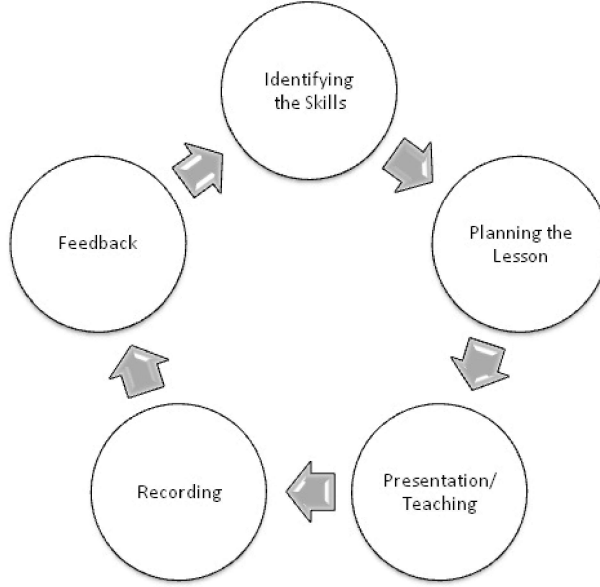 Identifying
the Skills
Planning the
Lesson
Presentation/
Teaching
Recording
Feedback